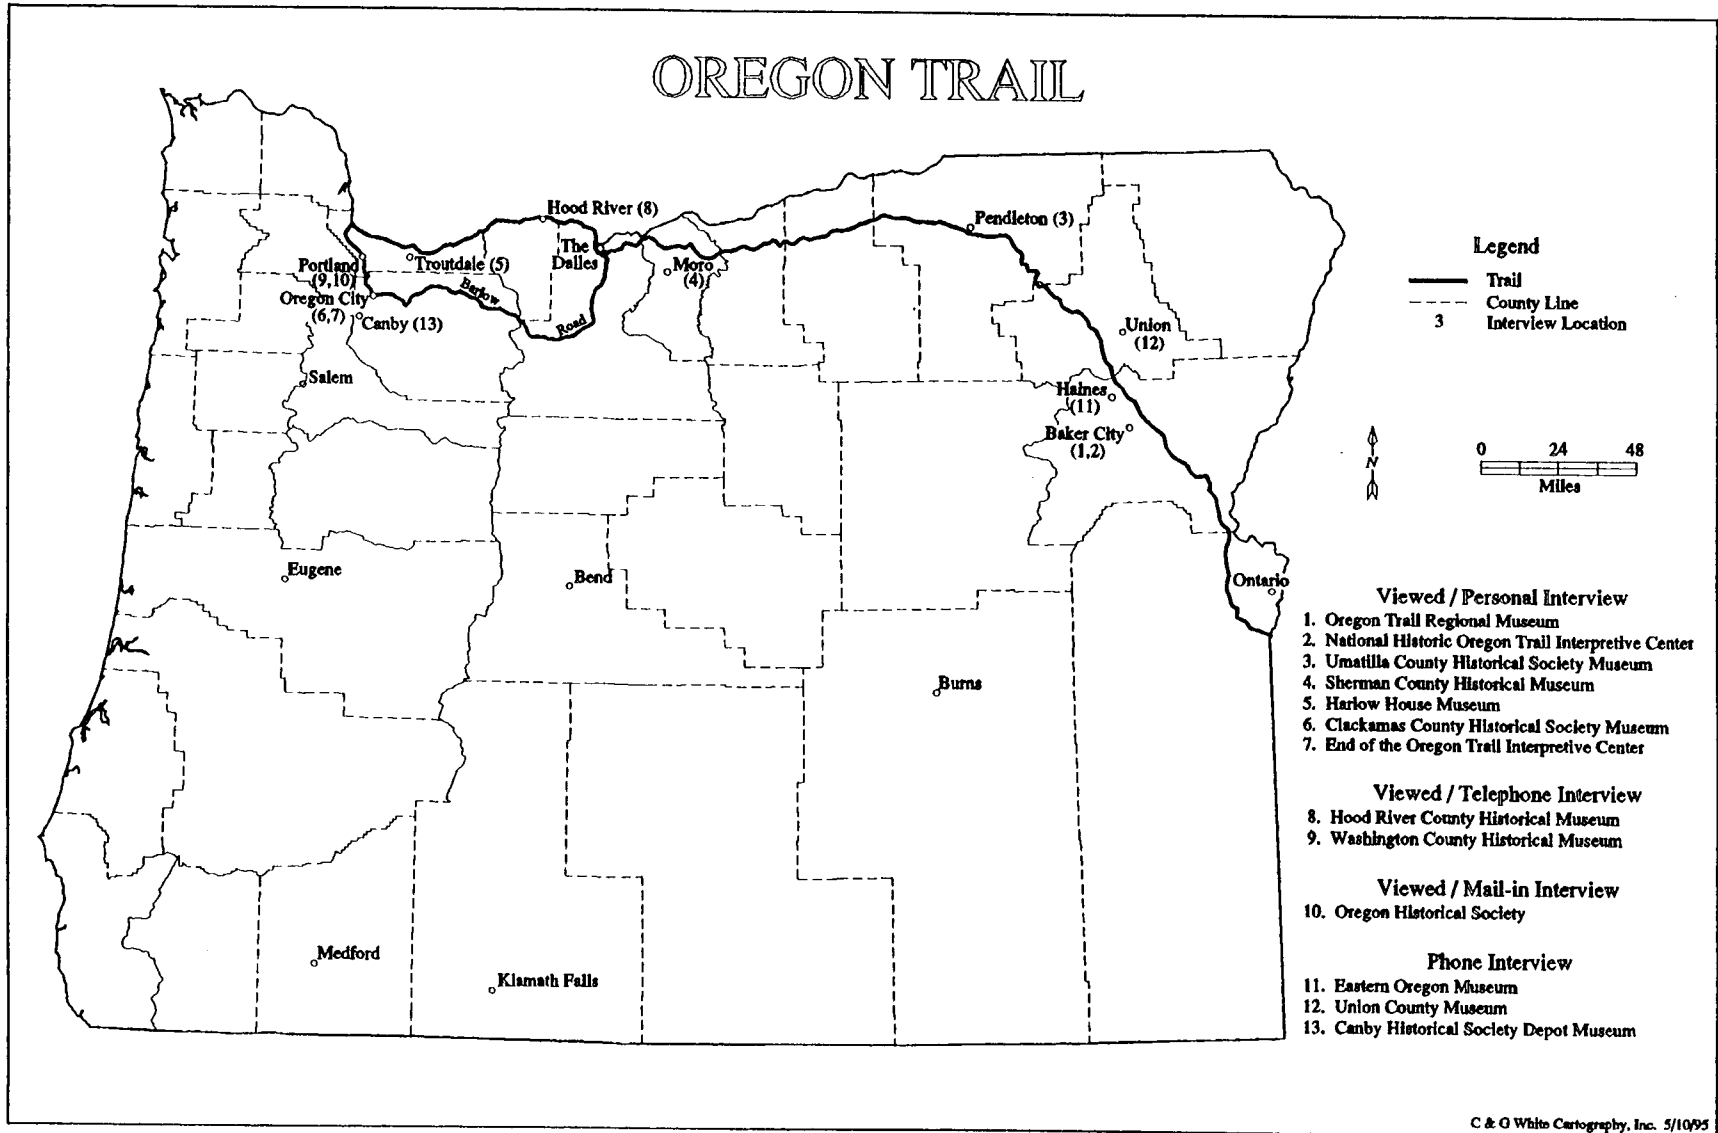 OREGON TRAIL
Hood River (8)
Pendleton (3)
The
Dalles
Portland
(9,10)
Troutdale (5)
Moro
(4)
Barlow
Road
Oregon City
(6,7)
Canby (13)
Union
(12)
Salem
Haines
(11)
Baker City
(1,2)
Eugene
Bend
Ontario
Burns
Medford
Klamath Falls
Legend
Trail
County Line
3 Interview Location
N
0 24 48
Miles
Viewed / Personal Interview
1. Oregon Trail Regional Museum
2. National Historic Oregon Trail Interpretive Center
3. Umatilla County Historical Society Museum
4. Sherman County Historical Museum
5. Harlow House Museum
6. Clackamas County Historical Society Museum
7. End of the Oregon Trail Interpretive Center
Viewed / Telephone Interview
8. Hood River County Historical Museum
9. Washington County Historical Museum
Viewed / Mail-in Interview
10. Oregon Historical Society
Phone Interview
11. Eastern Oregon Museum
12. Union County Museum
13. Canby Historical Society Depot Museum
C & G White Cartography, Inc. 5/10/95